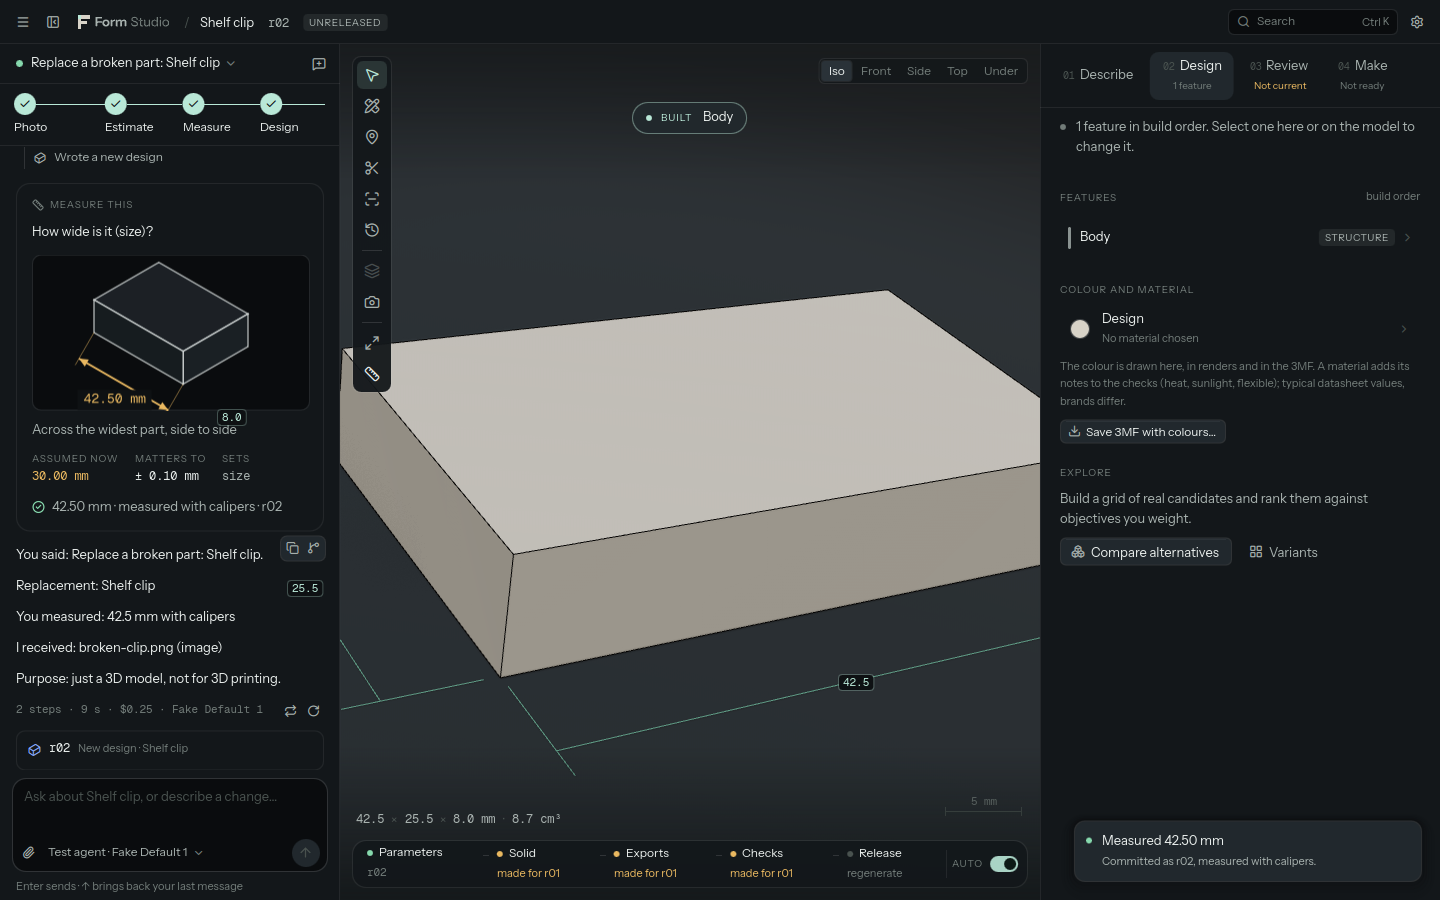 Form Studio / Shelf clip r02 UNRELEASED
Search Ctrl K
Replace a broken part: Shelf clip
Photo Estimate Measure Design
Wrote a new design
MEASURE THIS
How wide is it (size)?
42.50 mm
8.0
Across the widest part, side to side
ASSUMED NOW MATTERS TO SETS
30.00 mm ± 0.10 mm size
42.50 mm · measured with calipers · r02
You said: Replace a broken part: Shelf clip.
Replacement: Shelf clip
25.5
You measured: 42.5 mm with calipers
I received: broken-clip.png (image)
Purpose: just a 3D model, not for 3D printing.
2 steps · 9 s · $0.25 · Fake Default 1
r02 New design · Shelf clip
Ask about Shelf clip, or describe a change...
Test agent · Fake Default 1
Enter sends · ↑ brings back your last message
Iso Front Side Top Under
BUILT Body
42.5
5 mm
42.5 × 25.5 × 8.0 mm · 8.7 cm³
Parameters Solid Exports Checks Release
r02 made for r01 made for r01 made for r01 regenerate
AUTO
01 Describe 02 Design 03 Review 04 Make
1 feature Not current Not ready
1 feature in build order. Select one here or on the model to
change it.
FEATURES build order
Body STRUCTURE
COLOUR AND MATERIAL
Design
No material chosen
The colour is drawn here, in renders and in the 3MF. A material adds its
notes to the checks (heat, sunlight, flexible); typical datasheet values,
brands differ.
Save 3MF with colours...
EXPLORE
Build a grid of real candidates and rank them against
objectives you weight.
Compare alternatives Variants
Measured 42.50 mm
Committed as r02, measured with calipers.